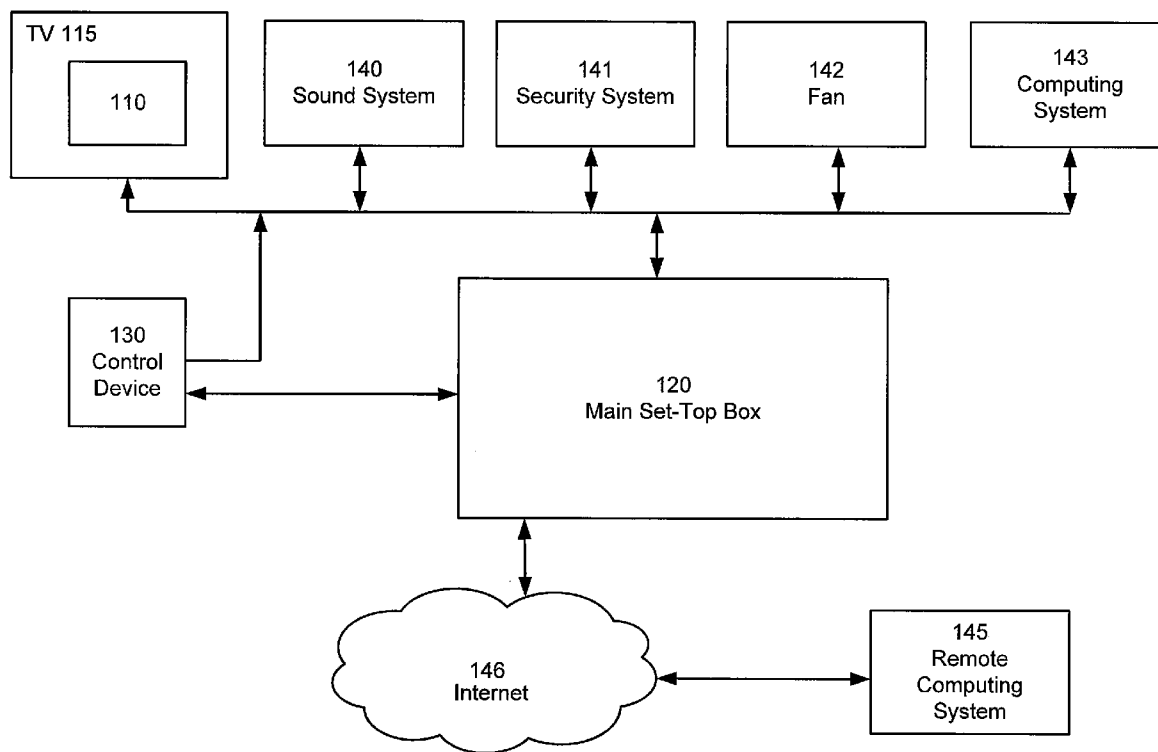 TV 115
110
140
Sound System
141
Security System
142
Fan
143
Computing
System
130
Control
Device
120
Main Set-Top Box
146
Internet
145
Remote
Computing
System